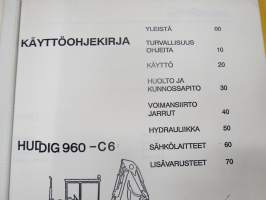 KÄYTTÖOHJEKIRJA
HUDDIG 960 - C6
YLEISTÄ 00
TURVALLISUUS
OHJEITA 10
KÄYTTÖ 20
HUOLTO JA
KUNNOSSAPITO 30
VOIMANSIIRTO
JARRUT 40
HYDRAULIIKKA 50
SÄHKÖLAITTEET 60
LISÄVARUSTEET 70